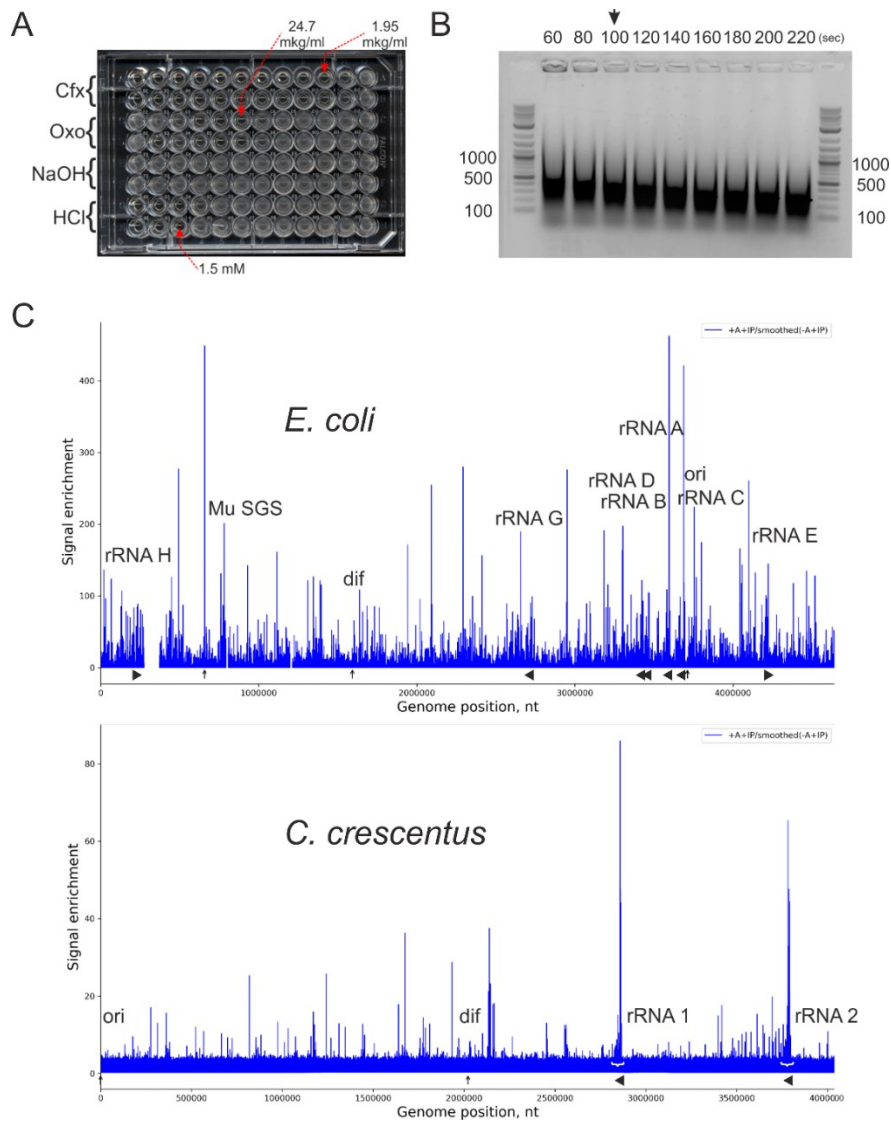 A
24.7
mkg/ml
1.95
mkg/ml
Cfx
Oxo
NaOH
HCl
1.5 mM
B
60 80 100 120 140 160 180 200 220 (sec)
1000
500
100
1000
500
100
C
+A+IP/smoothed(-A+IP)
E. coli
Signal enrichment
400
300
200
100
0
rRNA H
Mu SGS
dif
rRNA G
rRNA D
rRNA B
rRNA A
ori
rRNA C
rRNA E
0 1000000 2000000 3000000 4000000
Genome position, nt
+A+IP/smoothed(-A+IP)
C. crescentus
Signal enrichment
80
60
40
20
0
ori
dif
rRNA 1
rRNA 2
0 500000 1000000 1500000 2000000 2500000 3000000 3500000 4000000
Genome position, nt